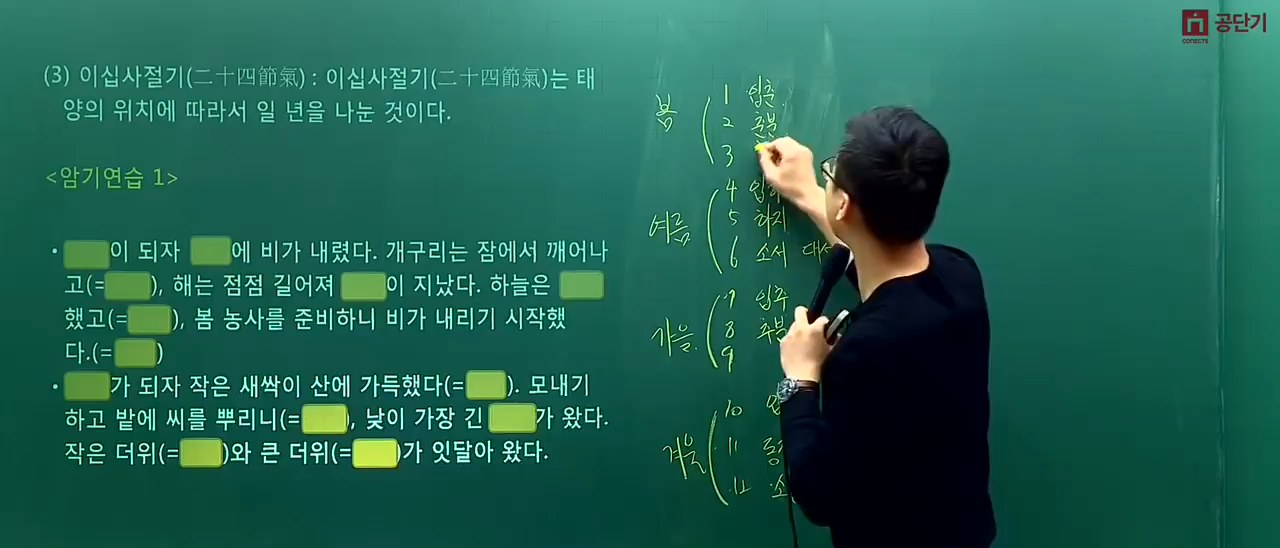 공단기
CONECTS
(3) 이십사절기(二十四節氣) : 이십사절기(二十四節氣)는 태
양의 위치에 따라서 일 년을 나눈 것이다.
<암기연습 1>
• 이 되자 에 비가 내렸다. 개구리는 잠에서 깨어나
고(= ), 해는 점점 길어져 이 지났다. 하늘은
했고(= ), 봄 농사를 준비하니 비가 내리기 시작했
다.(= )
• 가 되자 작은 새싹이 산에 가득했다(= ). 모내기
하고 밭에 씨를 뿌리니(= ), 낮이 가장 긴 가 왔다.
작은 더위(= )와 큰 더위(= )가 잇달아 왔다.
봄
1 입춘
2 춘분
3
여름
4 입하
5 하지
6 소서 대서
가을
7 입추
8 추분
9
겨울
10
11
12